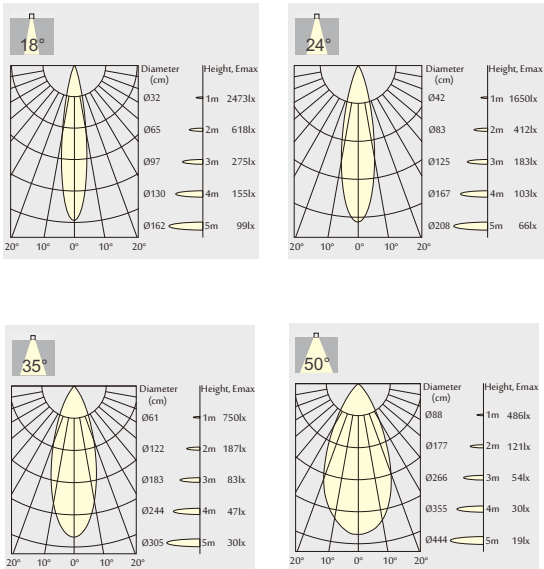 18°
Diameter Height, Emax
(cm)
Ø32 1m 2473lx
Ø65 2m 618lx
Ø97 3m 275lx
Ø130 4m 155lx
Ø162 5m 99lx
20° 10° 0° 10° 20°
24°
Diameter Height, Emax
(cm)
Ø42 1m 1650lx
Ø83 2m 412lx
Ø125 3m 183lx
Ø167 4m 103lx
Ø208 5m 66lx
20° 10° 0° 10° 20°
35°
Diameter Height, Emax
(cm)
Ø61 1m 750lx
Ø122 2m 187lx
Ø183 3m 83lx
Ø244 4m 47lx
Ø305 5m 30lx
20° 10° 0° 10° 20°
50°
Diameter Height, Emax
(cm)
Ø88 1m 486lx
Ø177 2m 121lx
Ø266 3m 54lx
Ø355 4m 30lx
Ø444 5m 19lx
20° 10° 0° 10° 20°